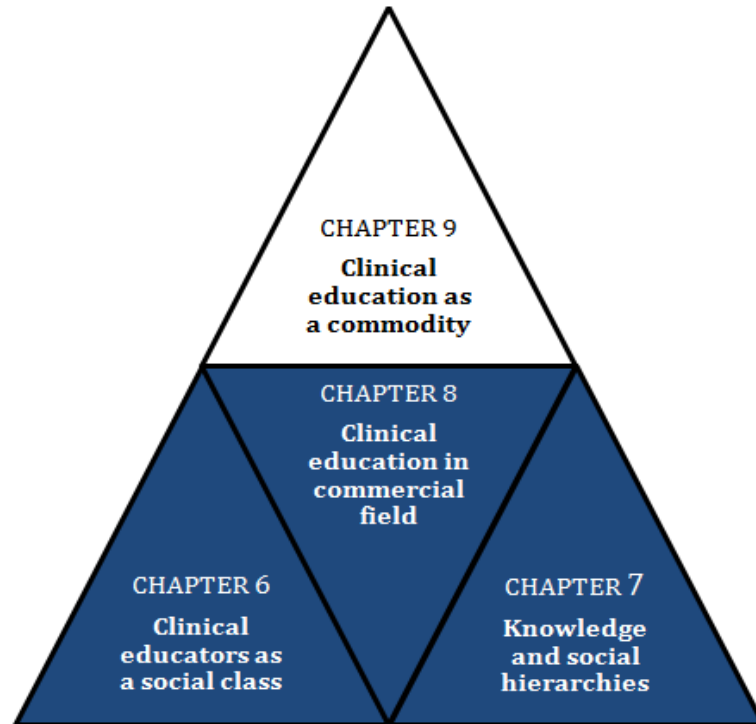 CHAPTER 9
Clinical
education as
a commodity
CHAPTER 8
Clinical
education in
commercial
field
CHAPTER 6
Clinical
educators as
a social class
CHAPTER 7
Knowledge
and social
hierarchies